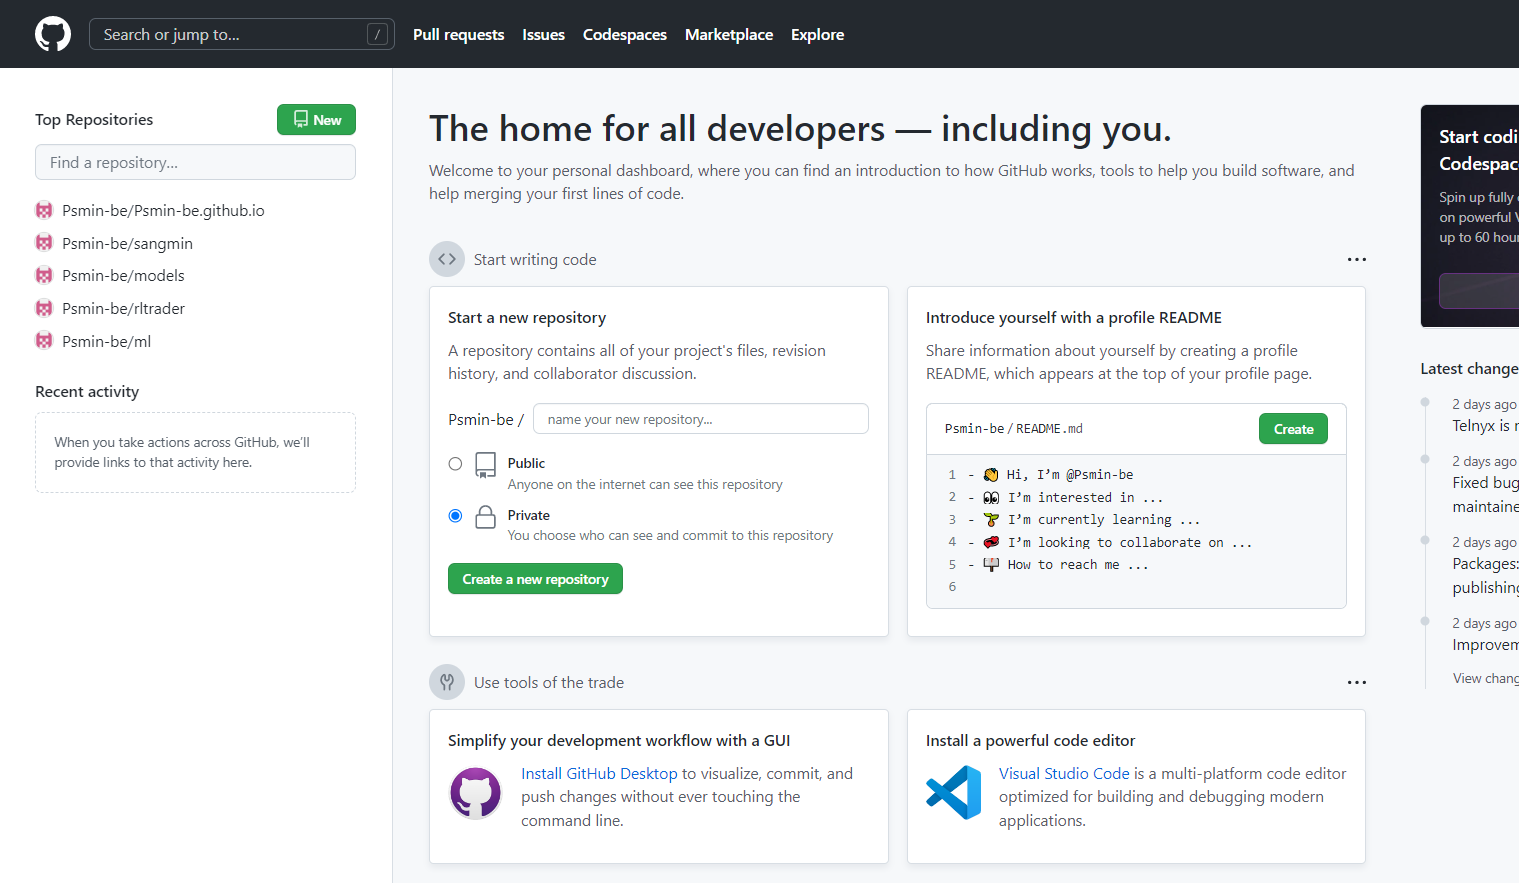 Search or jump to... /
Pull requests
Issues
Codespaces
Marketplace
Explore
Top Repositories
New
Find a repository...
Psmin-be/Psmin-be.github.io
Psmin-be/sangmin
Psmin-be/models
Psmin-be/rltrader
Psmin-be/ml
Recent activity
When you take actions across GitHub, we'll
provide links to that activity here.
The home for all developers — including you.
Welcome to your personal dashboard, where you can find an introduction to how GitHub works, tools to help you build software, and
help merging your first lines of code.
Start writing code
Start a new repository
A repository contains all of your project's files, revision
history, and collaborator discussion.
Psmin-be / name your new repository...
Public
Anyone on the internet can see this repository
Private
You choose who can see and commit to this repository
Create a new repository
Introduce yourself with a profile README
Share information about yourself by creating a profile
README, which appears at the top of your profile page.
Psmin-be / README.md
Create
1 - 👋 Hi, I’m @Psmin-be
2 - 👀 I’m interested in ...
3 - 🌱 I’m currently learning ...
4 - 💞️ I’m looking to collaborate on ...
5 - 📫 How to reach me ...
6
Use tools of the trade
Simplify your development workflow with a GUI
Install GitHub Desktop to visualize, commit, and
push changes without ever touching the
command line.
Install a powerful code editor
Visual Studio Code is a multi-platform code editor
optimized for building and debugging modern
applications.
Start codi
Codespac
Spin up fully
on powerful
up to 60 hour
Latest change
2 days ago
Telnyx is
2 days ago
Fixed bug
maintaine
2 days ago
Packages:
publishing
2 days ago
Improvem
View chang